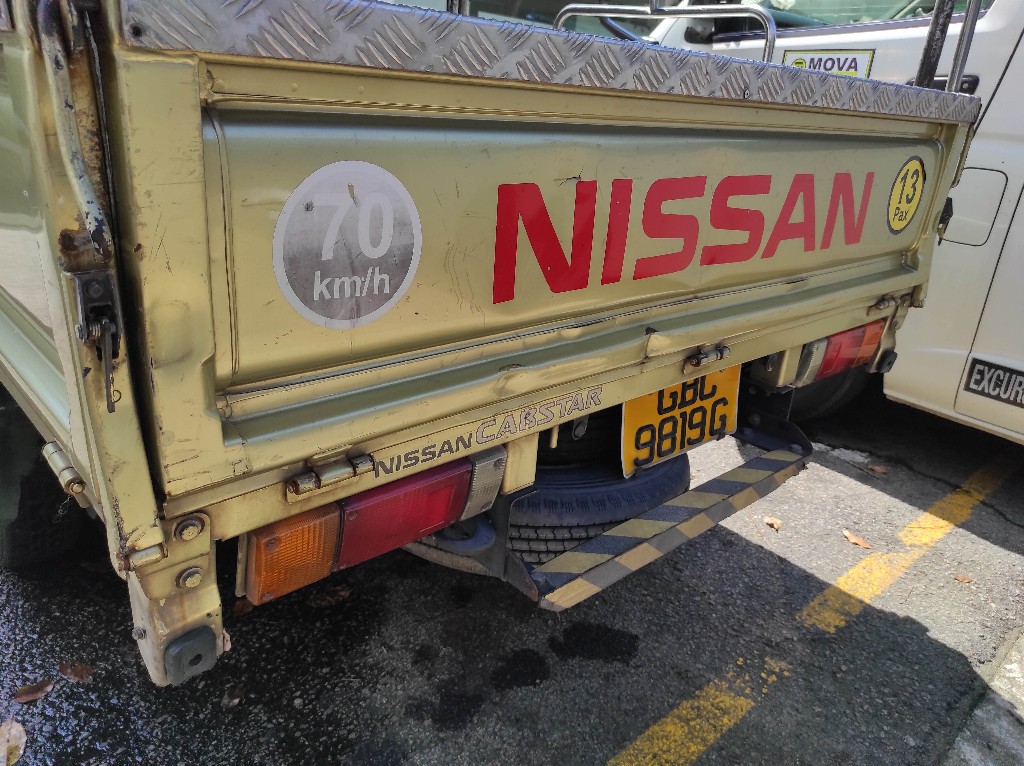 MOVA
70
km/h
NISSAN
13
Pax
EXCUR
NISSAN CABSTAR
GBC
9819G